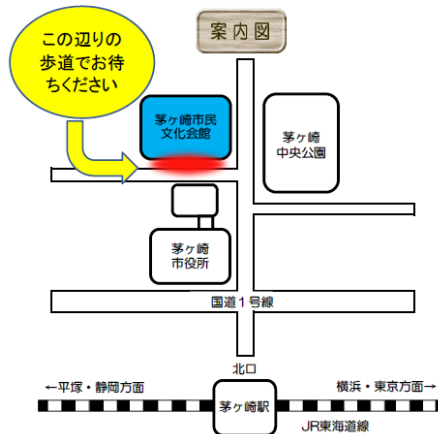 案内図
この辺りの
歩道でお待
ちください
茅ヶ崎市民
文化会館
茅ヶ崎
中央公園
茅ヶ崎
市役所
国道1号線
北口
←平塚・静岡方面
横浜・東京方面→
茅ヶ崎駅
JR東海道線